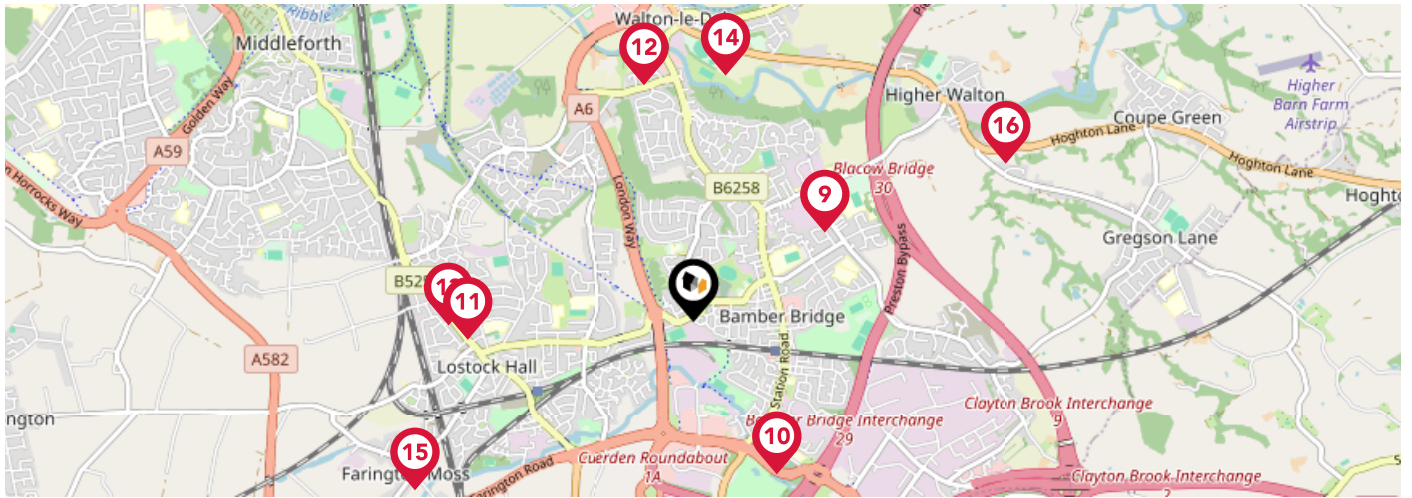 Ribble
Walton-le-D
Middleforth
12
14
Golden Way
A6
Higher Walton
Higher
Barn Farm
Airstrip
Coupe Green
16
Hoghton Lane
A59
Blacow Bridge
30
Hoghton Lane
n Horrocks Way
London Way
B6258
9
Hoghto
Preston Bypass
Gregson Lane
B52
11
Bamber Bridge
A582
Lostock Hall
Station Road
Clayton Brook Interchange
9
ington
10
Bridge Interchange
29
15
Farington Moss
Farington Road
Cuerden Roundabout
1A
Clayton Brook Interchange
2